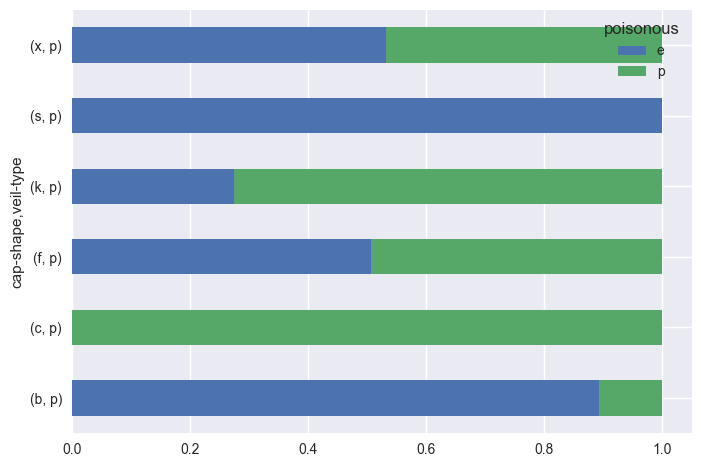 poisonous
e
p
(x, p)
(s, p)
(k, p)
(f, p)
(c, p)
(b, p)
cap-shape,veil-type
0.0 0.2 0.4 0.6 0.8 1.0